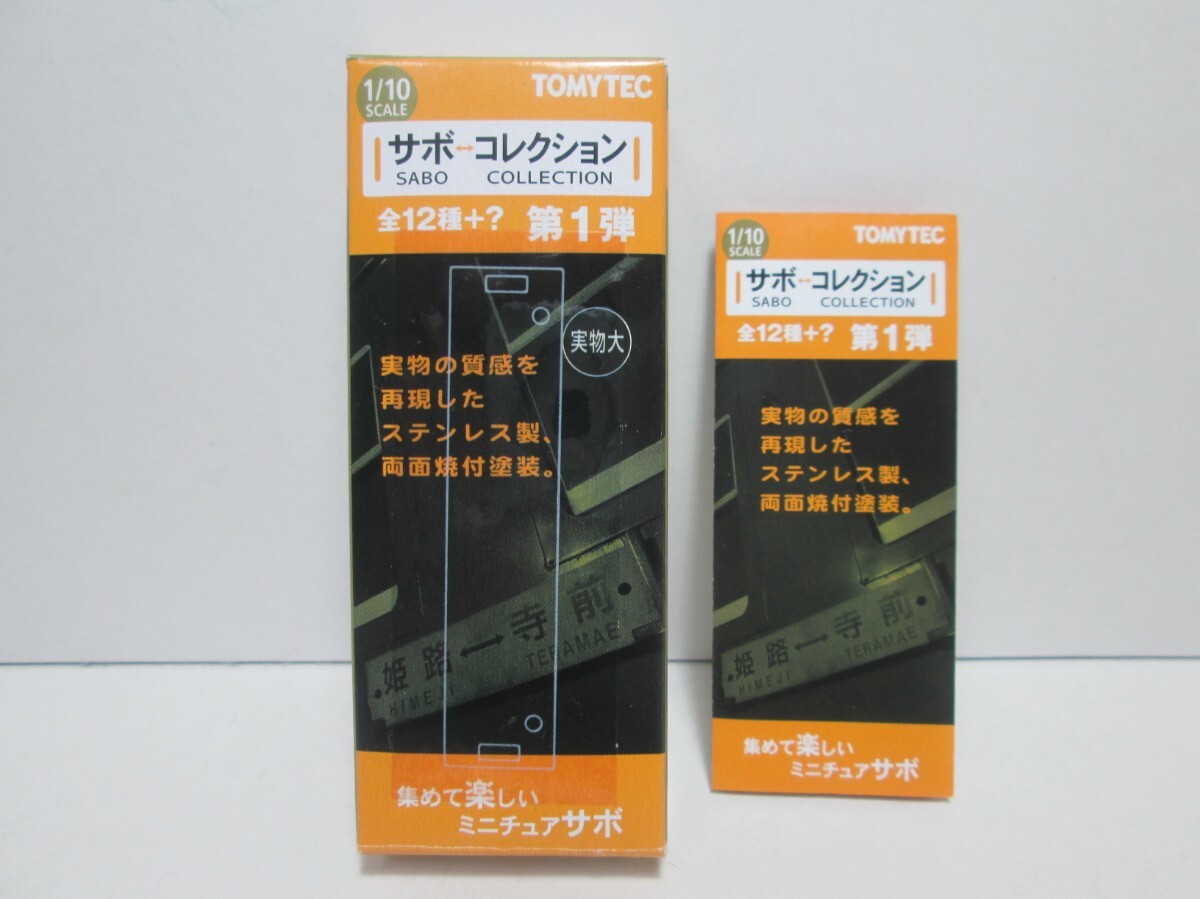 1/10
SCALE
TOMYTEC
サボ↔コレクション
SABO COLLECTION
全12種+? 第1弾
実物大
実物の質感を
再現した
ステンレス製、
両面焼付塗装。
姫路←→寺前
HIMEJI TERAMAE
集めて楽しい
ミニチュアサボ
1/10
SCALE
TOMYTEC
サボ↔コレクション
SABO COLLECTION
全12種+? 第1弾
実物の質感を
再現した
ステンレス製、
両面焼付塗装。
姫路←→寺前
HIMEJI TERAMAE
集めて楽しい
ミニチュアサボ